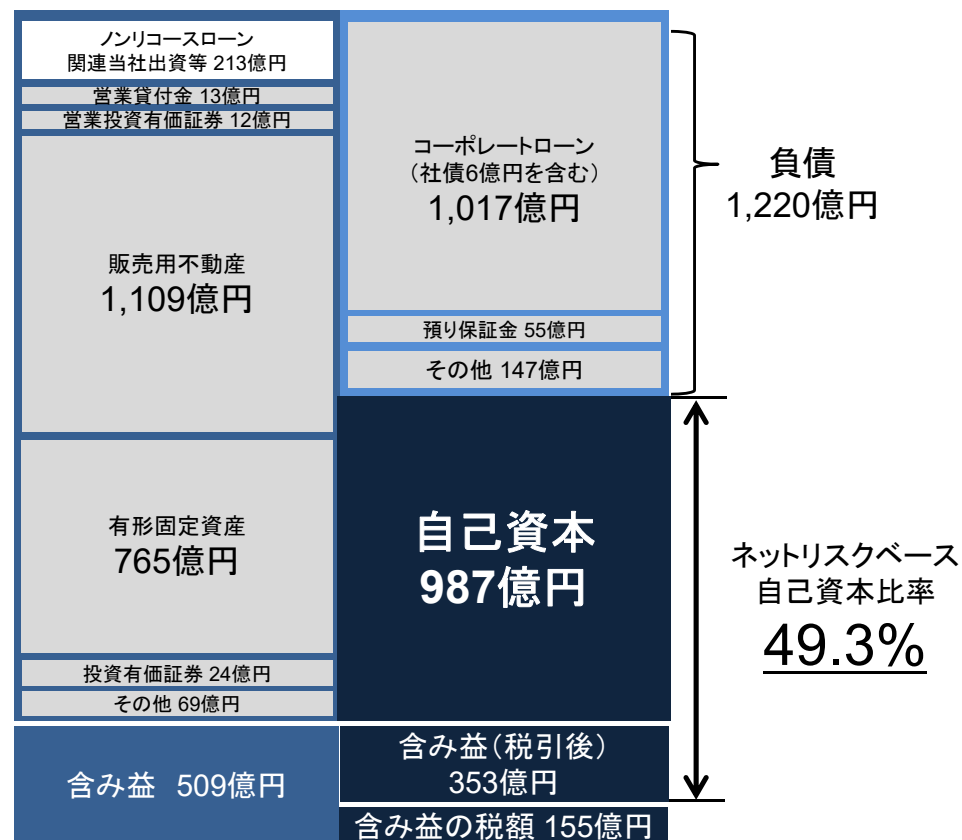 ノンリコースローン
関連当社出資等 213億円
営業貸付金 13億円
営業投資有価証券 12億円
販売用不動産
1,109億円
有形固定資産
765億円
投資有価証券 24億円
その他 69億円
含み益 509億円
コーポレートローン
（社債6億円を含む）
1,017億円
預り保証金 55億円
その他 147億円
自己資本
987億円
含み益（税引後）
353億円
含み益の税額 155億円
負債
1,220億円
ネットリスクベース
自己資本比率
49.3%